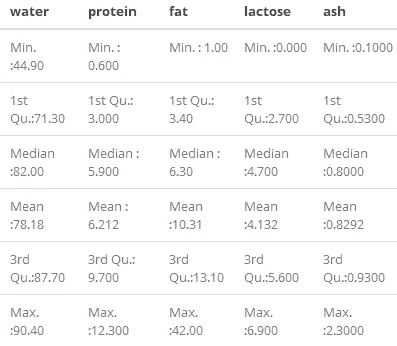 water protein fat lactose ash
Min. Min. : Min. : 1.00 Min. :0.000 Min. :0.1000
:44.90 0.600
1st 1st Qu.: 1st Qu.: 1st 1st
Qu.:71.30 3.000 3.40 Qu.:2.700 Qu.:0.5300
Median Median : Median : Median Median
:82.00 5.900 6.30 :4.700 :0.8000
Mean Mean : Mean Mean Mean
:78.18 6.212 :10.31 :4.132 :0.8292
3rd 3rd Qu.: 3rd 3rd 3rd
Qu.:87.70 9.700 Qu.:13.10 Qu.:5.600 Qu.:0.9300
Max. Max. Max. Max. Max.
:90.40 :12.300 :42.00 :6.900 :2.3000